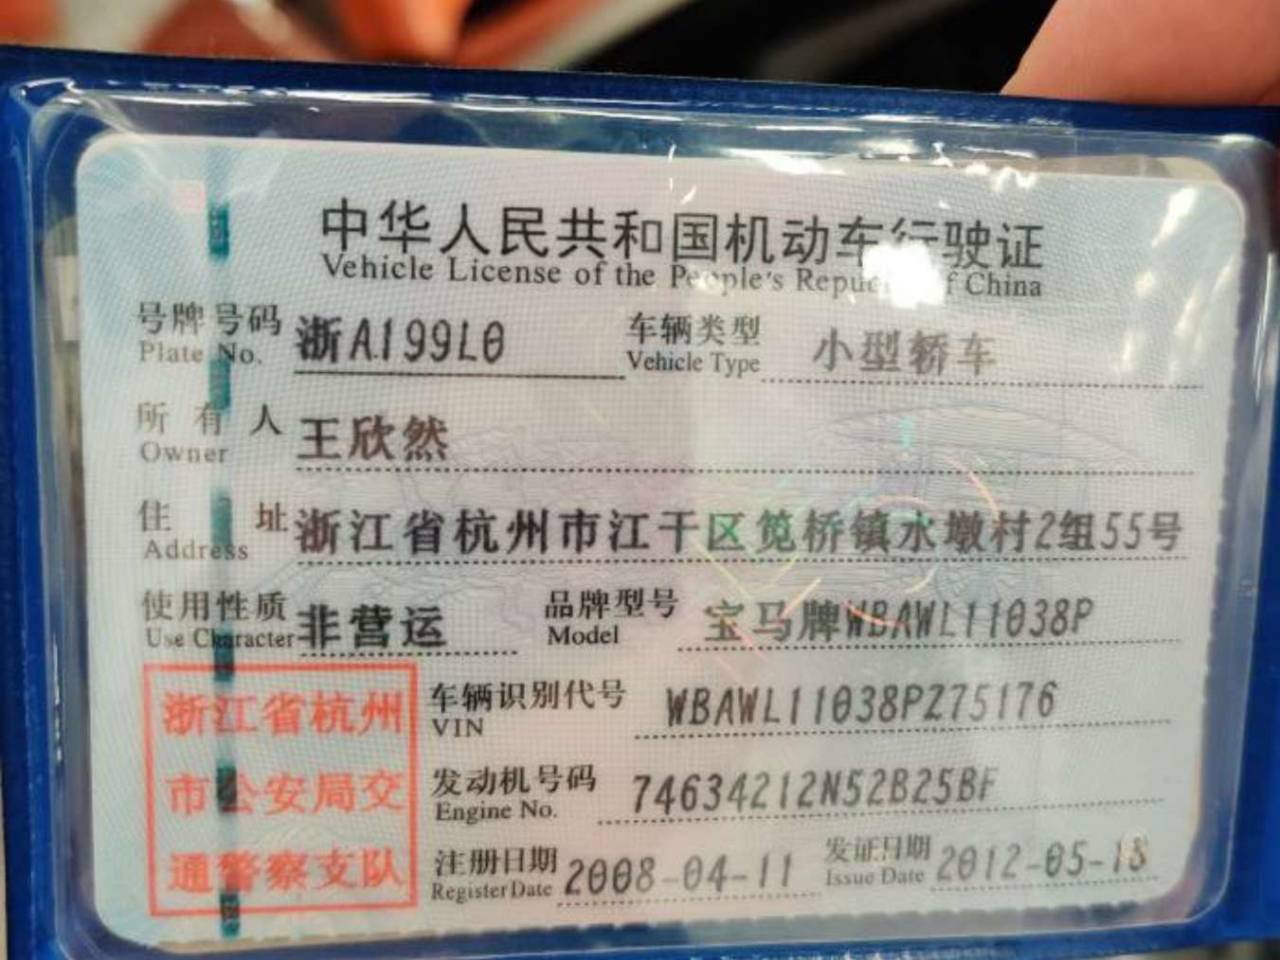 中华人民共和国机动车行驶证
Vehicle License of the People's Republic of China
号牌号码 浙A199L0 车辆类型 小型轿车
Plate No. Vehicle Type
所有人 王欣然
Owner
住址 浙江省杭州市江干区笕桥镇水墩村2组55号
Address
使用性质 非营运 品牌型号 宝马牌WBAWL11038P
Use Character Model
浙江省杭州 车辆识别代号 WBAWL11038PZ75176
VIN
市公安局交 发动机号码 74634212N52B25BF
Engine No.
通警察支队 注册日期 2008-04-11 发证日期 2012-05-18
Register Date Issue Date